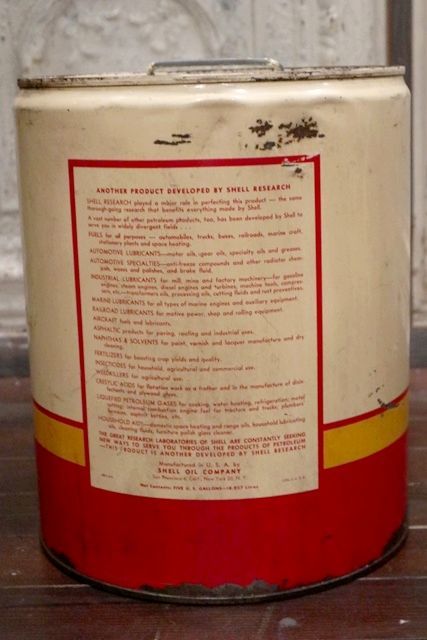 ANOTHER PRODUCT DEVELOPED BY SHELL RESEARCH
SHELL RESEARCH played a major role in perfecting this product — the same
thorough-going research that benefits everything made by Shell.
A vast number of other petroleum products, too, has been developed by Shell to
serve you in widely divergent fields . . .
FUELS for all purposes — automobiles, trucks, buses, railroads, marine craft,
stationary plants and space heating.
AUTOMOTIVE LUBRICANTS—motor oils, gear oils, specialty oils and greases.
AUTOMOTIVE SPECIALTIES—anti-freeze compounds and other radiator chem-
icals, waxes and polishes, and brake fluid.
INDUSTRIAL LUBRICANTS for mill, mine and factory machinery—for gasoline
engines, steam engines, diesel engines and turbines, machine tools, compres-
sors, etc.—transformers oils, processing oils, cutting fluids and rust preventives.
MARINE LUBRICANTS for all types of marine engines and auxiliary equipment.
RAILROAD LUBRICANTS for motive power, shop and rolling equipment.
AIRCRAFT fuels and lubricants.
ASPHALTIC products for paving, roofing and industrial uses.
NAPHTHAS & SOLVENTS for paint, varnish and lacquer manufacture and dry
cleaning.
FERTILIZERS for boosting crop yields and quality.
INSECTICIDES for household, agricultural and commercial use.
WEEDKILLERS for agricultural use.
CRESYLIC ACIDS for flotation work as a frother and in the manufacture of disin-
fectants and plywood glues.
LIQUEFIED PETROLEUM GASES for cooking, water heating, refrigeration; metal
cutting; internal combustion engine fuel for tractors and trucks; plumbers'
torches, asphalt kettles, etc.
HOUSEHOLD AIDS—domestic space heating and range oils, household lubricating
oils, cleaning fluids, furniture polish, glass cleaner.
THE GREAT RESEARCH LABORATORIES OF SHELL ARE CONSTANTLY SEEKING
NEW WAYS TO SERVE YOU THROUGH THE PRODUCTS OF PETROLEUM
—THIS PRODUCT IS ANOTHER DEVELOPED BY SHELL RESEARCH
Manufactured in U. S. A. by
SHELL OIL COMPANY
San Francisco 6, Calif., New York 20, N. Y.
Net Contents: FIVE U. S. GALLONS—18.927 Litres